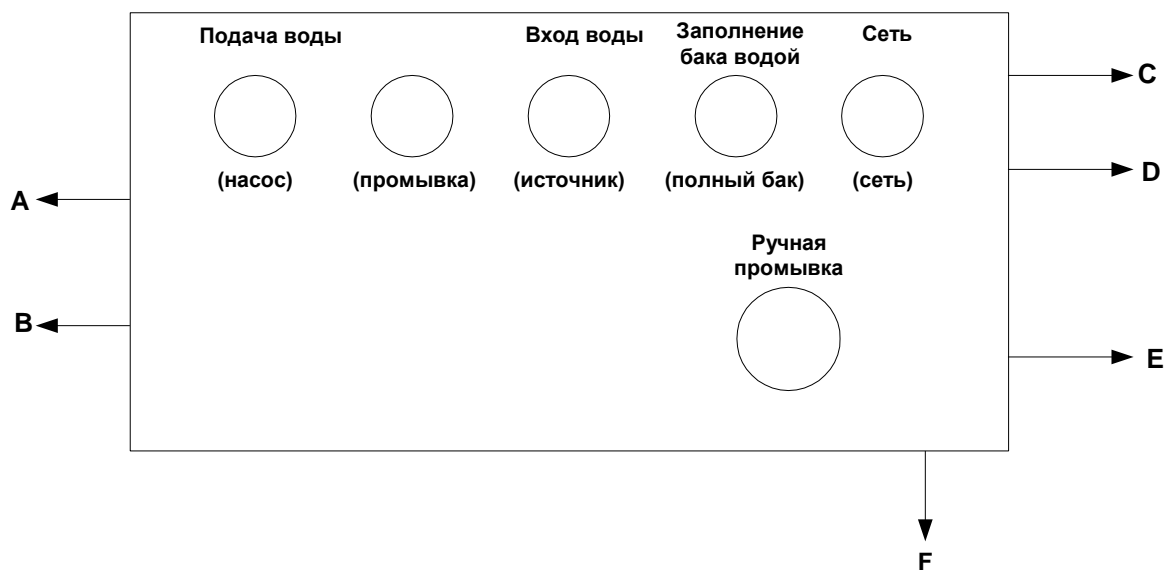 Подача воды
Вход воды
Заполнение
бака водой
Сеть
(насос)
(промывка)
(источник)
(полный бак)
(сеть)
Ручная
промывка
A
B
C
D
E
F